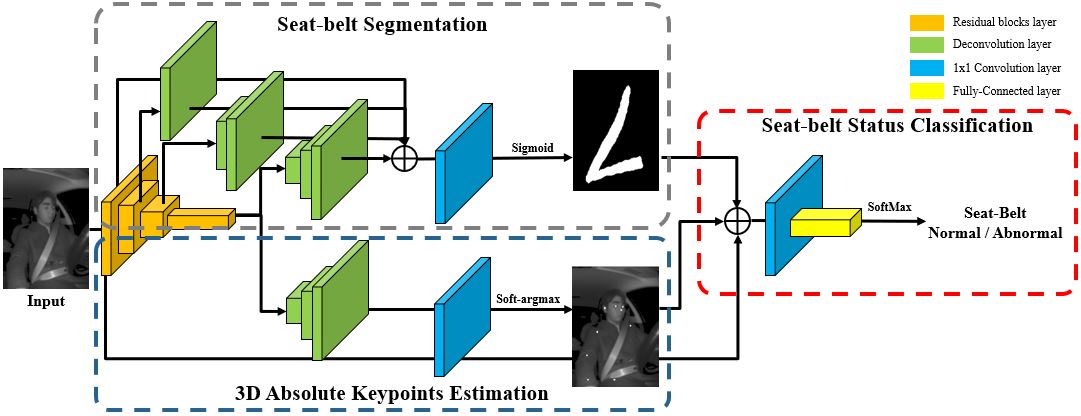 Seat-belt Segmentation
Residual blocks layer
Deconvolution layer
1x1 Convolution layer
Fully-Connected layer
Seat-belt Status Classification
Sigmoid
SoftMax
Seat-Belt
Normal / Abnormal
Input
Soft-argmax
3D Absolute Keypoints Estimation